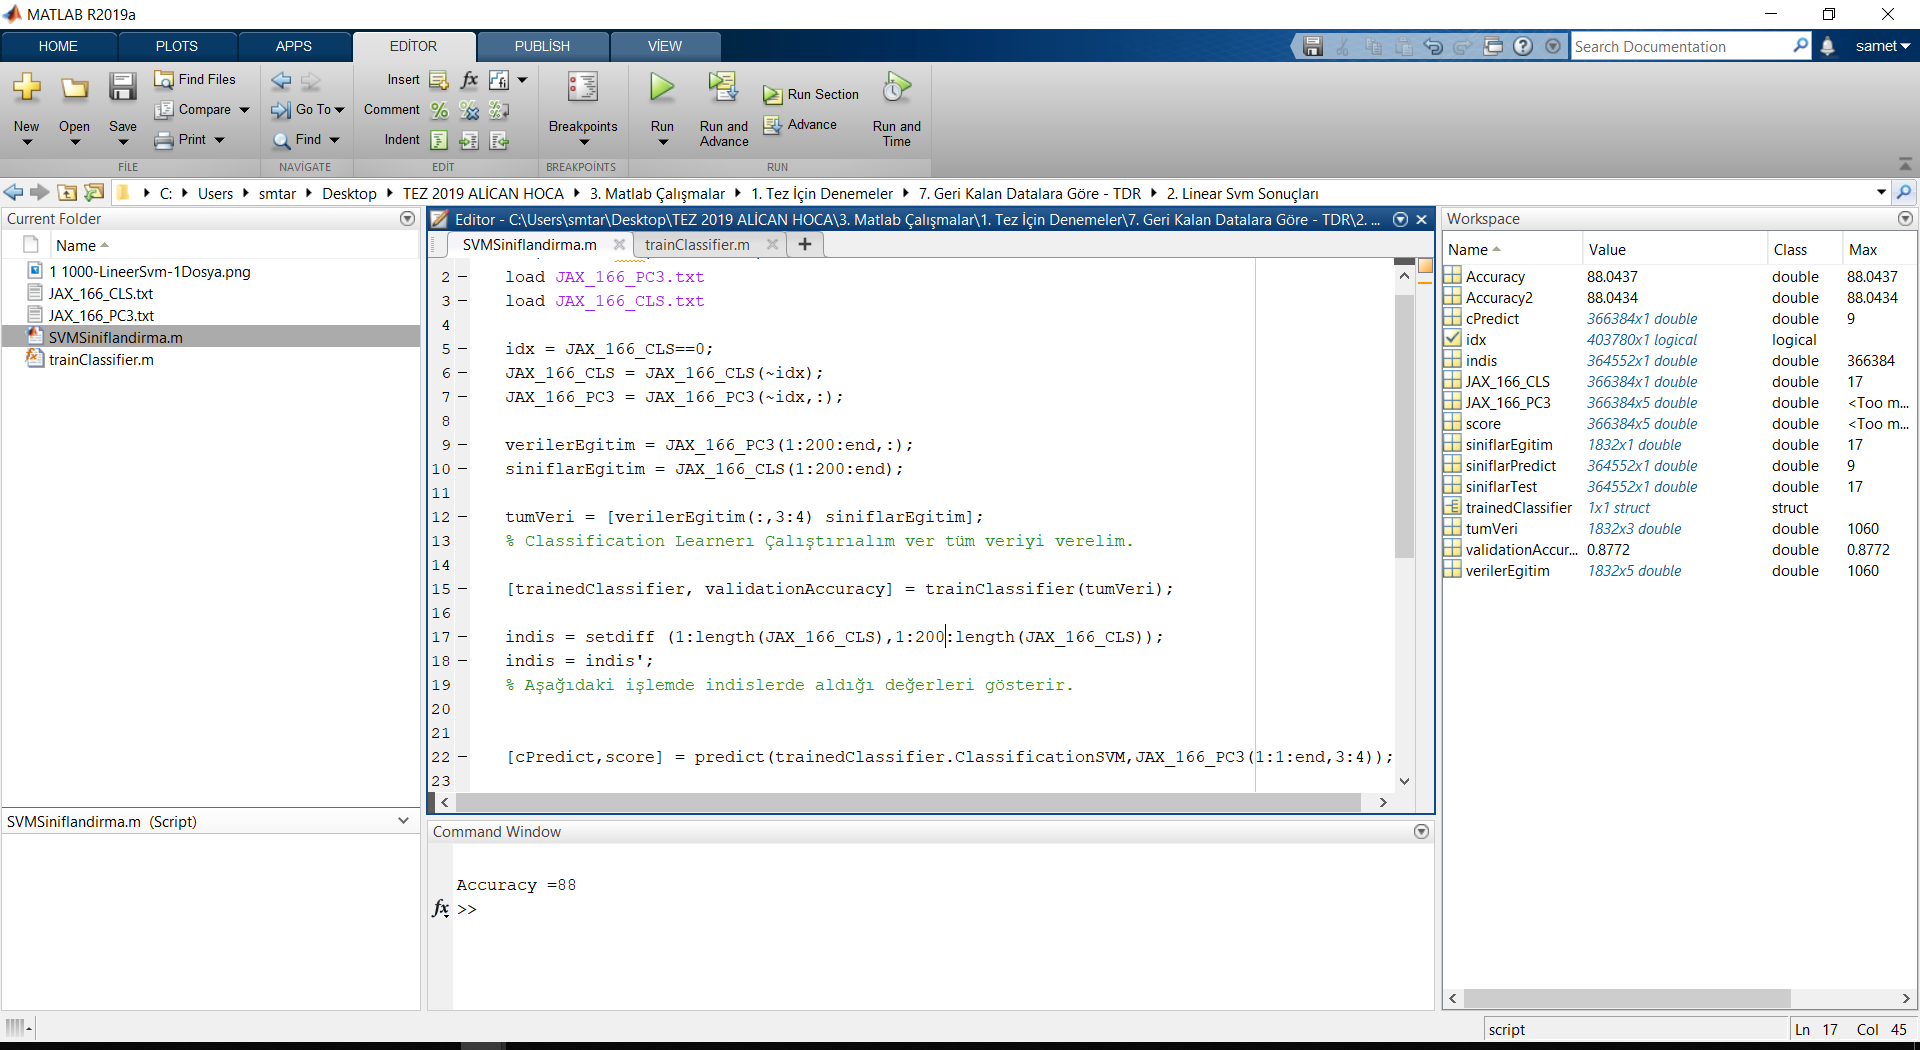 MATLAB R2019a
HOME PLOTS APPS EDİTOR PUBLİSH VİEW
Search Documentation
samet
New
Open
Save
Find Files
Compare
Print
FİLE
Go To
Find
NAVİGATE
Insert
Comment
Indent
EDİT
Breakpoints
BREAKPOİNTS
Run
Run and Advance
Run Section
Advance
Run and Time
RUN
C: Users smtar Desktop TEZ 2019 ALİCAN HOCA 3. Matlab Çalışmalar 1. Tez İçin Denemeler 7. Geri Kalan Datalara Göre - TDR 2. Linear Svm Sonuçları
Current Folder
Name
1 1000-LineerSvm-1Dosya.png
JAX_166_CLS.txt
JAX_166_PC3.txt
SVMSiniflandirma.m
trainClassifier.m
SVMSiniflandirma.m (Script)
Editor - C:\Users\smtar\Desktop\TEZ 2019 ALİCAN HOCA\3. Matlab Çalışmalar\1. Tez İçin Denemeler\7. Geri Kalan Datalara Göre - TDR\2. ...
SVMSiniflandirma.m trainClassifier.m
2 – load JAX_166_PC3.txt
3 – load JAX_166_CLS.txt
4
5 – idx = JAX_166_CLS==0;
6 – JAX_166_CLS = JAX_166_CLS(~idx);
7 – JAX_166_PC3 = JAX_166_PC3(~idx,:);
8
9 – verilerEgitim = JAX_166_PC3(1:200:end,:);
10 – siniflarEgitim = JAX_166_CLS(1:200:end);
11
12 – tumVeri = [verilerEgitim(:,3:4) siniflarEgitim];
13 % Classification Learnerı Çalıştırıalım ver tüm veriyi verelim.
14
15 – [trainedClassifier, validationAccuracy] = trainClassifier(tumVeri);
16
17 – indis = setdiff (1:length(JAX_166_CLS),1:200:length(JAX_166_CLS));
18 – indis = indis';
19 % Aşağıdaki işlemde indislerde aldığı değerleri gösterir.
20
21
22 – [cPredict,score] = predict(trainedClassifier.ClassificationSVM,JAX_166_PC3(1:1:end,3:4));
23
Command Window
Accuracy =88
fx >>
Workspace
Name Value Class Max
Accuracy 88.0437 double 88.0437
Accuracy2 88.0434 double 88.0434
cPredict 366384x1 double double 9
idx 403780x1 logical logical
indis 364552x1 double double 366384
JAX_166_CLS 366384x1 double double 17
JAX_166_PC3 366384x5 double double <Too m...
score 366384x5 double double <Too m...
siniflarEgitim 1832x1 double double 17
siniflarPredict 364552x1 double double 9
siniflarTest 364552x1 double double 17
trainedClassifier 1x1 struct struct
tumVeri 1832x3 double double 1060
validationAccur... 0.8772 double 0.8772
verilerEgitim 1832x5 double double 1060
script Ln 17 Col 45